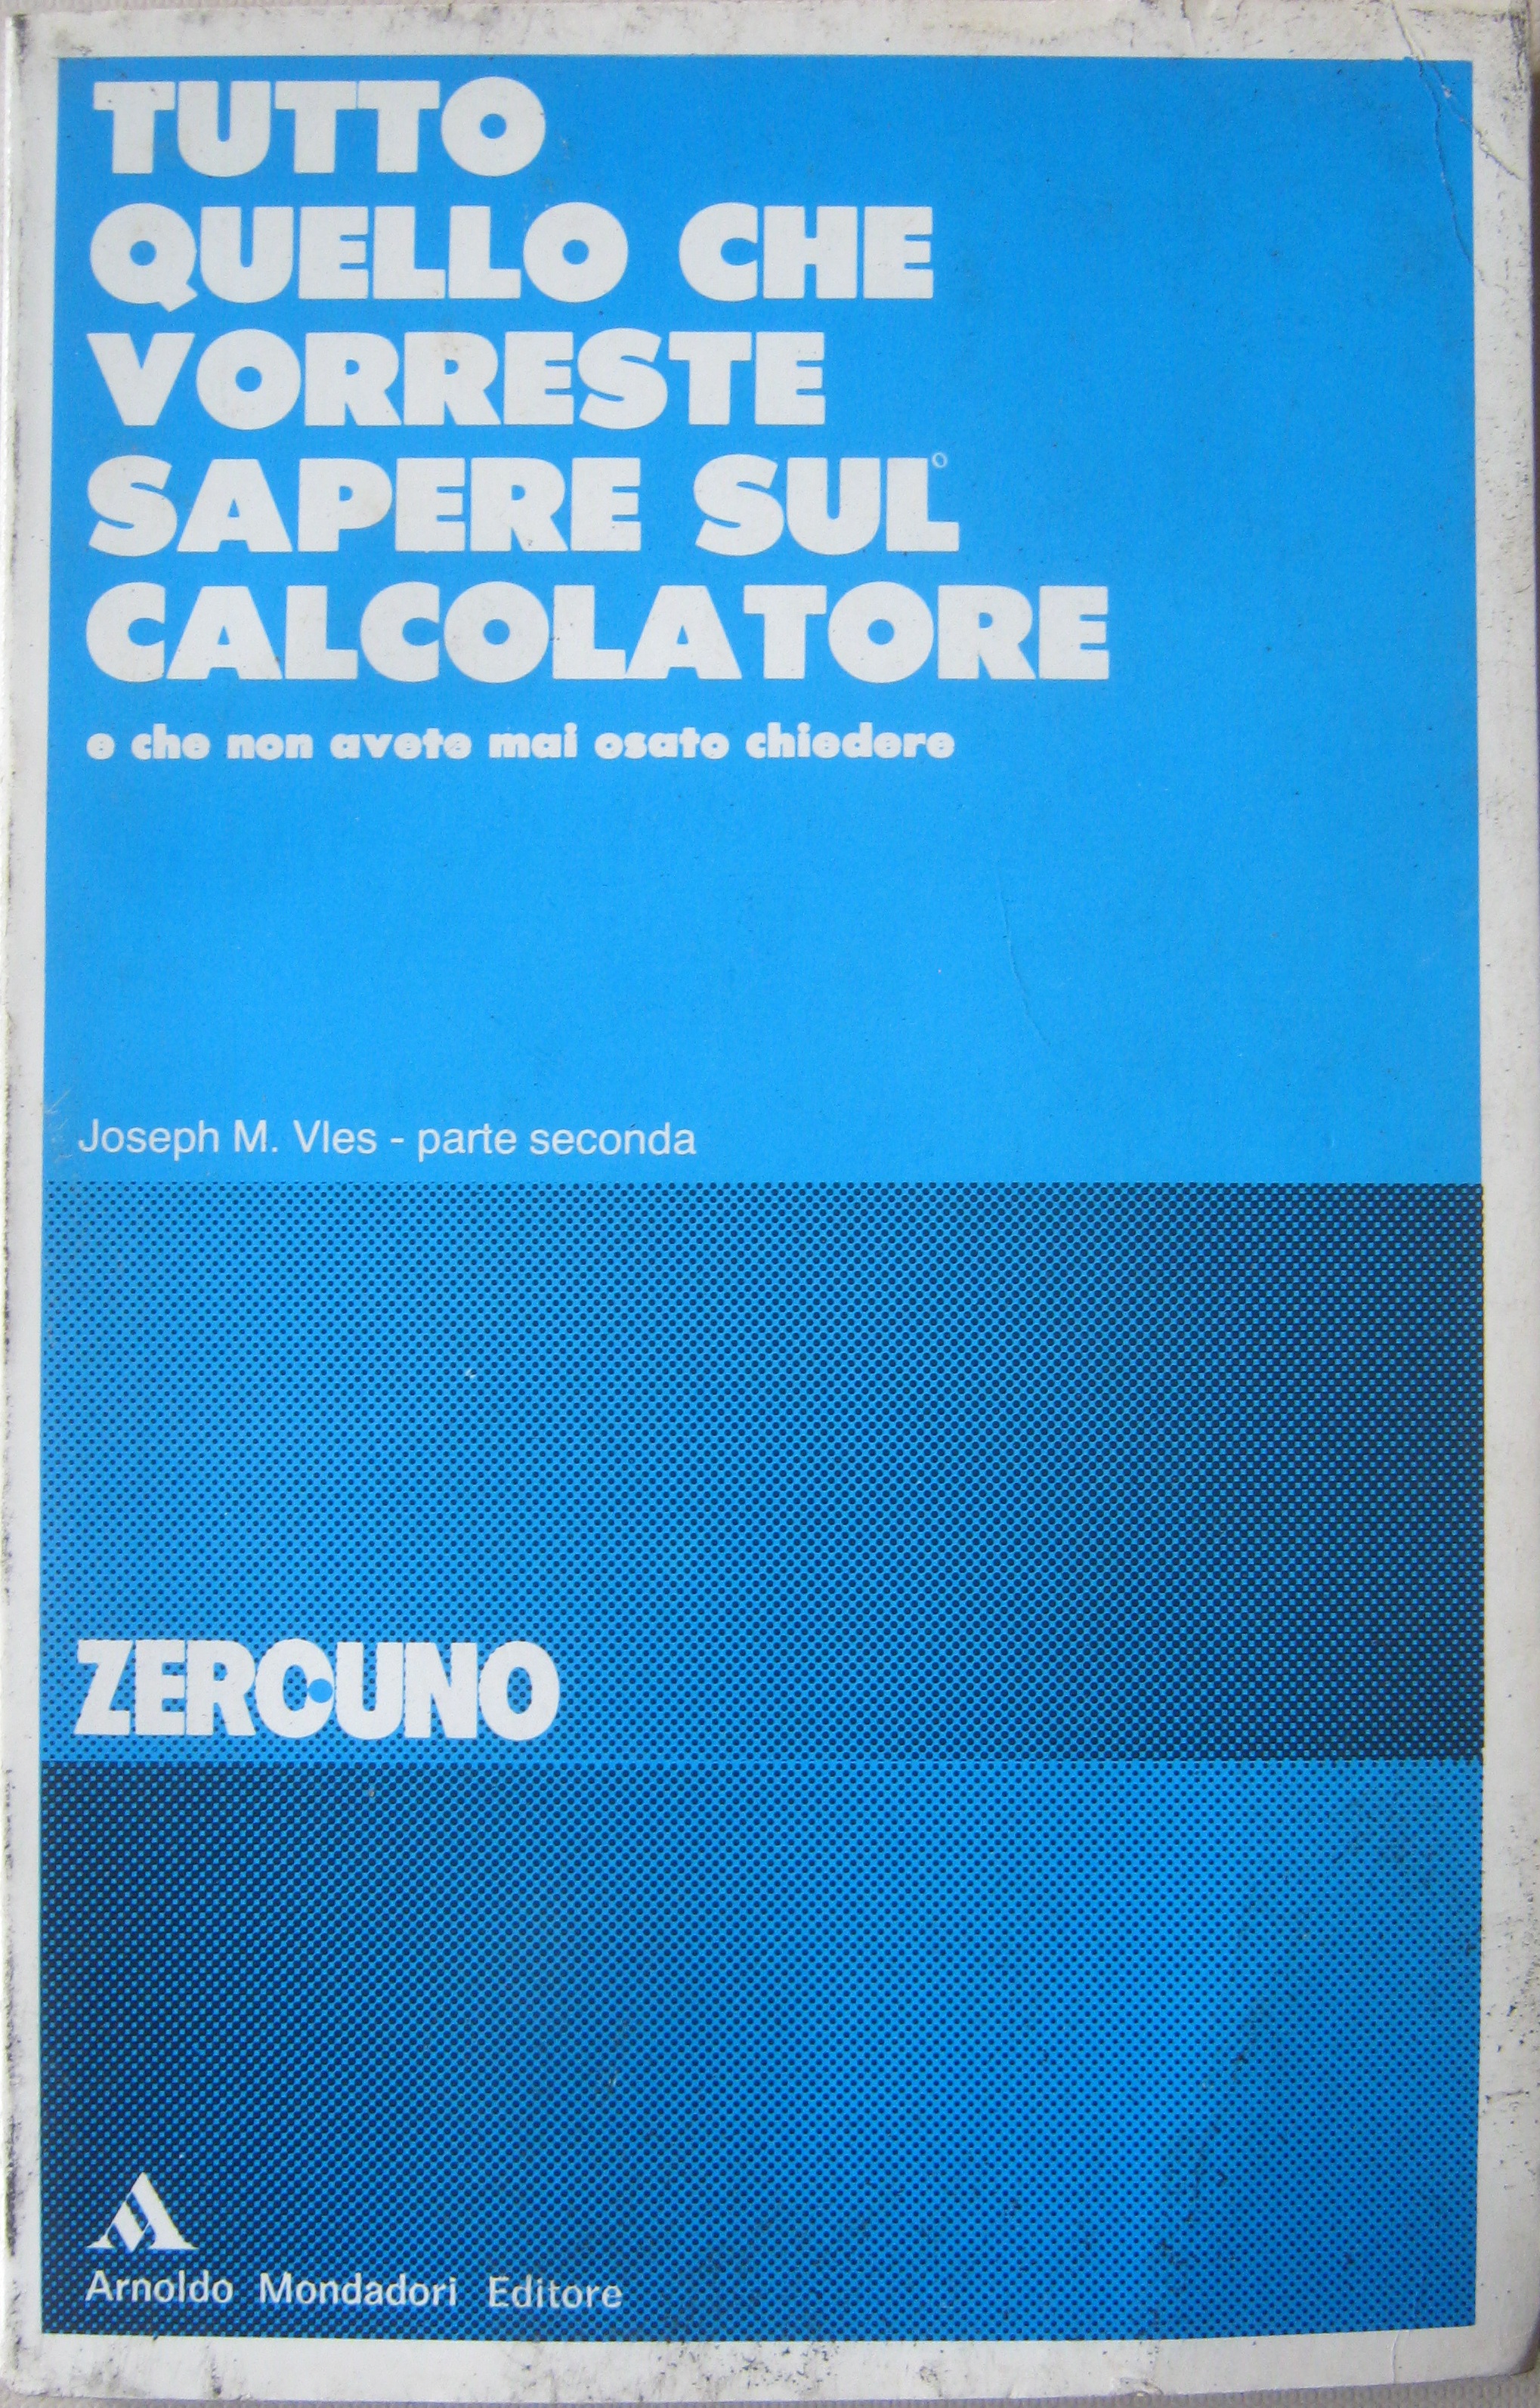 TUTTO
QUELLO CHE
VORRESTE
SAPERE SUL
CALCOLATORE
e che non avete mai osato chiedere
Joseph M. Vles - parte seconda
ZEROUNO
Arnoldo Mondadori Editore